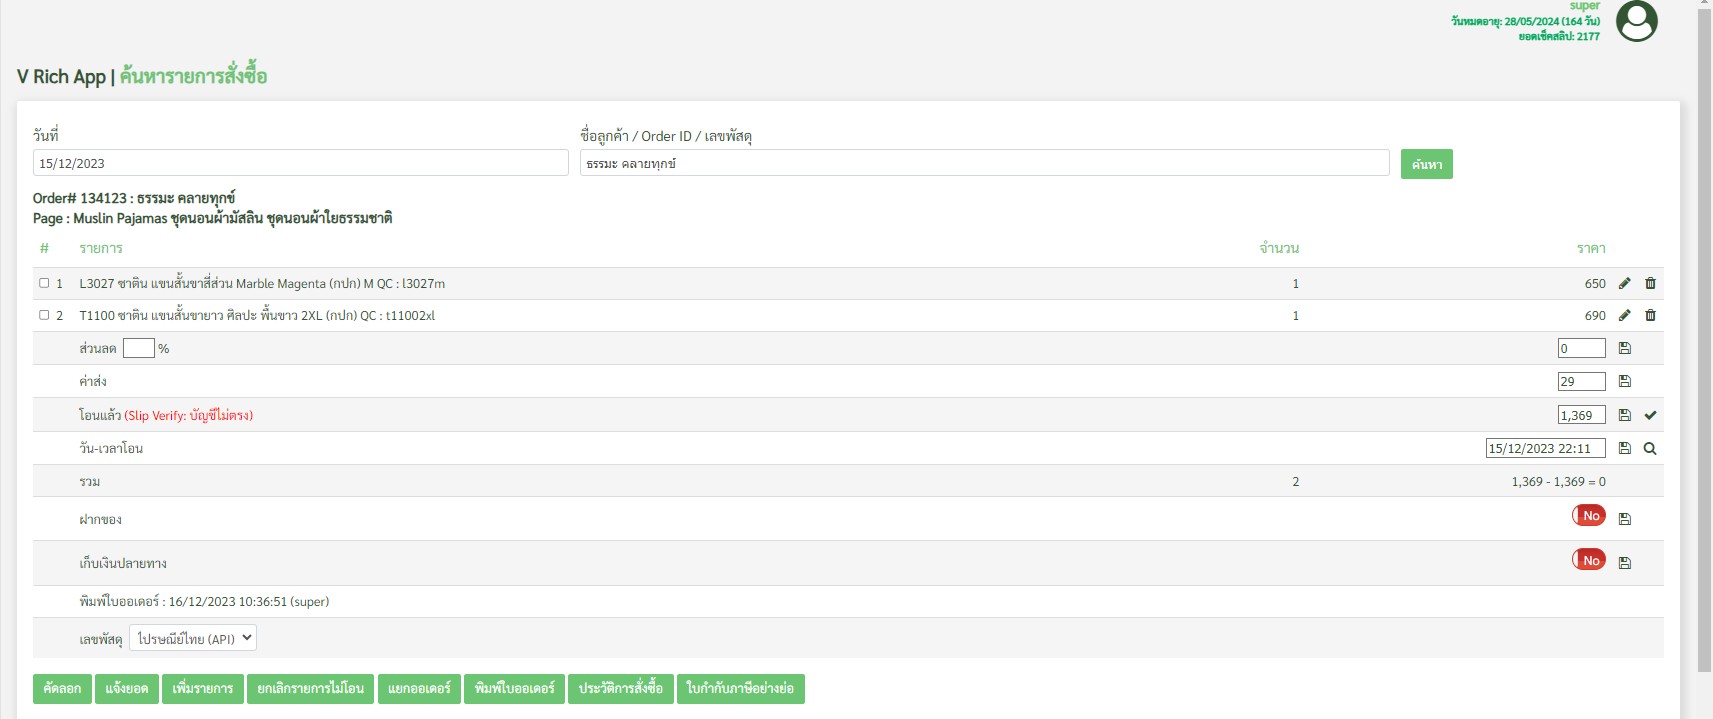 super
วันหมดอายุ: 28/05/2024 (164 วัน)
ยอดเช็คสลิป: 2177
V Rich App | ค้นหารายการสั่งซื้อ
วันที่ ชื่อลูกค้า / Order ID / เลขพัสดุ
15/12/2023 ธรรมะ คลายทุกข์ ค้นหา
Order# 134123 : ธรรมะ คลายทุกข์
Page : Muslin Pajamas ชุดนอนผ้ามัสลิน ชุดนอนผ้าใยธรรมชาติ
# รายการ จำนวน ราคา
1 L3027 ซาติน แขนสั้นขาสี่ส่วน Marble Magenta (กปก) M QC : l3027m 1 650
2 T1100 ซาติน แขนสั้นขายาว ศิลปะ พื้นขาว 2XL (กปก) QC : t11002xl 1 690
ส่วนลด % 0
ค่าส่ง 29
โอนแล้ว (Slip Verify: บัญชีไม่ตรง) 1,369
วัน-เวลาโอน 15/12/2023 22:11
รวม 2 1,369 - 1,369 = 0
ฝากของ No
เก็บเงินปลายทาง No
พิมพ์ใบออเดอร์ : 16/12/2023 10:36:51 (super)
เลขพัสดุ ไปรษณีย์ไทย (API)
คัดลอก แจ้งยอด เพิ่มรายการ ยกเลิกรายการไม่โอน แยกออเดอร์ พิมพ์ใบออเดอร์ ประวัติการสั่งซื้อ ใบกำกับภาษีอย่างย่อ